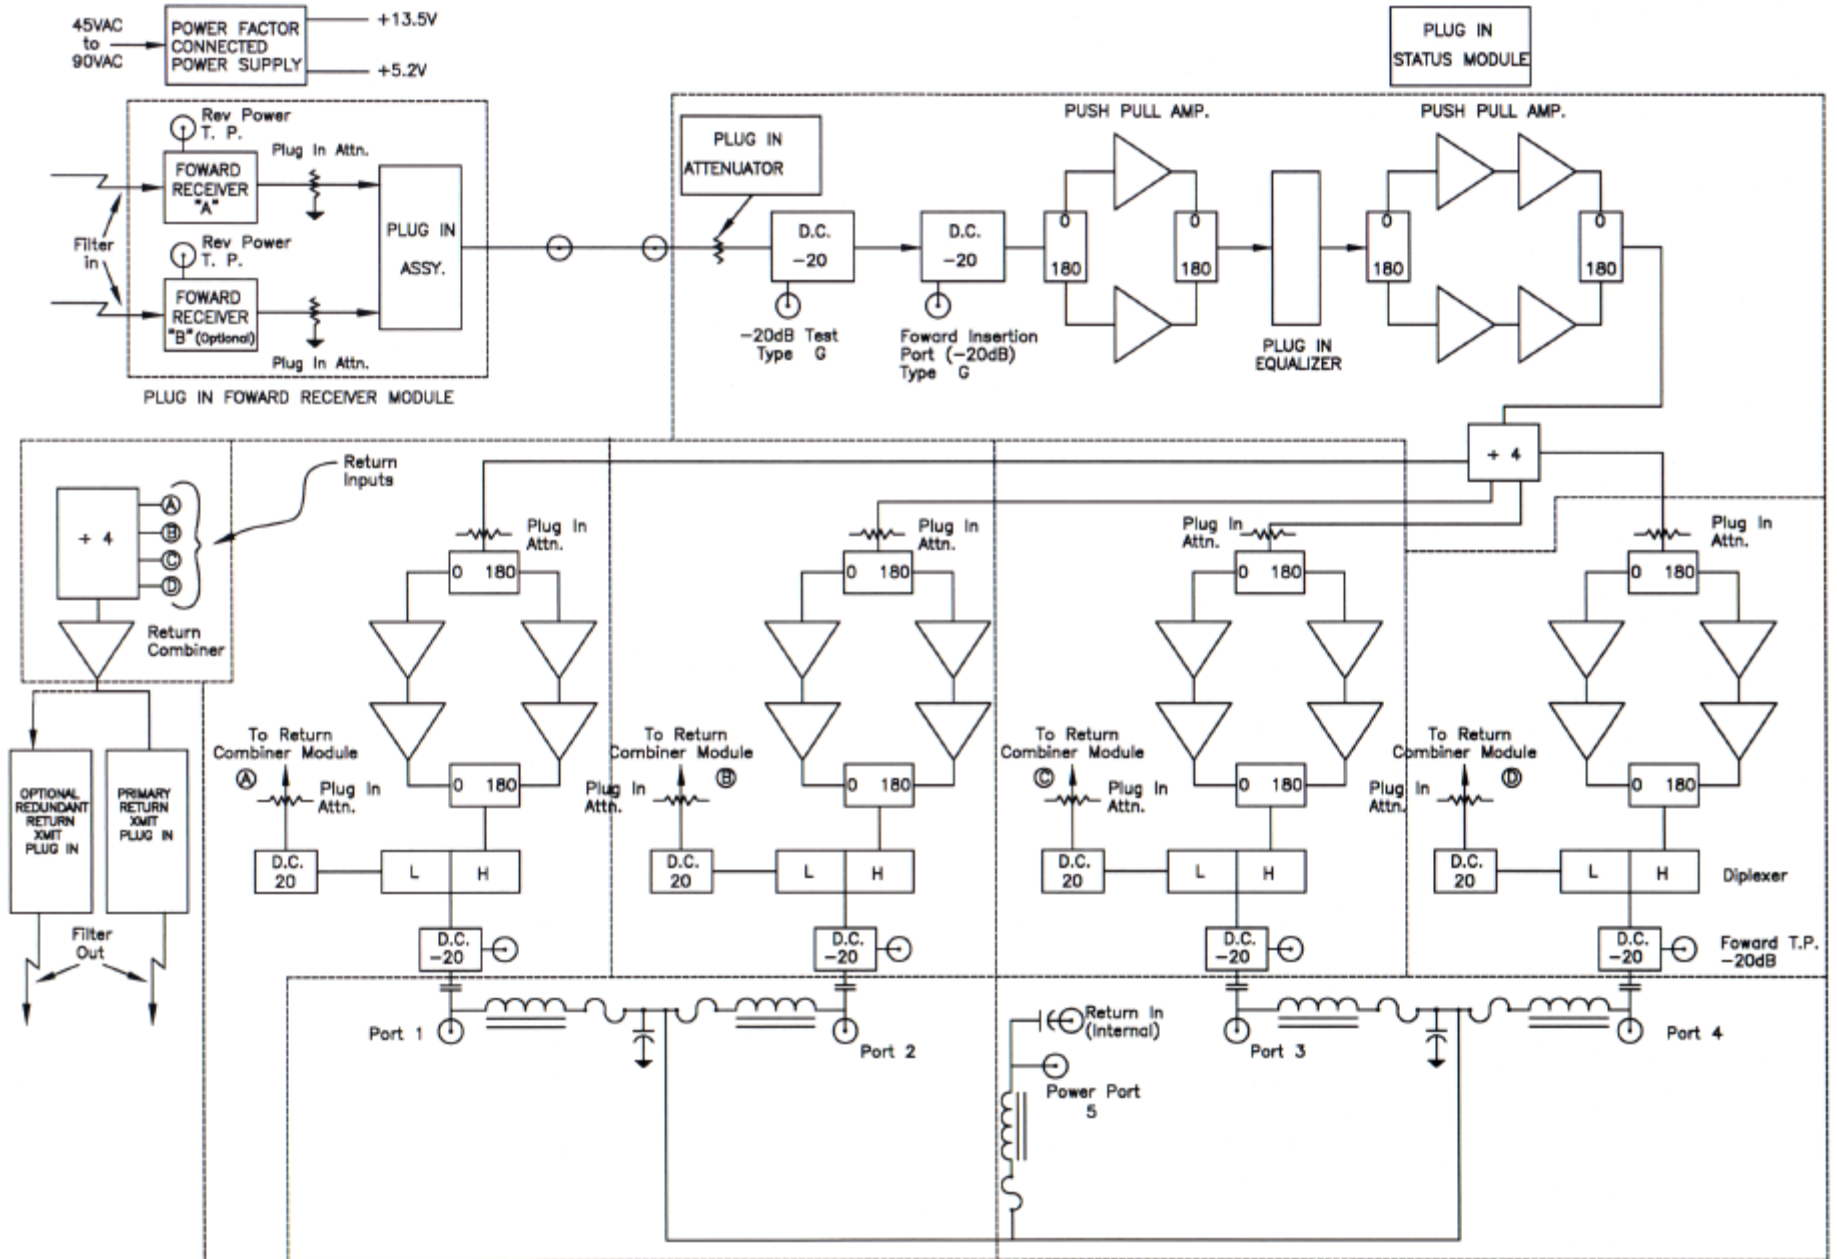 45VAC
to
90VAC
POWER FACTOR
CONNECTED
POWER SUPPLY
+13.5V
+5.2V
PLUG IN
STATUS MODULE
Rev Power
T. P.
Plug In Attn.
FOWARD
RECEIVER
"A"
Filter
in
Rev Power
T. P.
FOWARD
RECEIVER
"B" (Optional)
Plug In Attn.
PLUG IN
ASSY.
PLUG IN FOWARD RECEIVER MODULE
PLUG IN
ATTENUATOR
D.C.
-20
-20dB Test
Type G
D.C.
-20
Foward Insertion
Port (-20dB)
Type G
PUSH PULL AMP.
0
180
0
180
PLUG IN
EQUALIZER
PUSH PULL AMP.
0
180
0
180
÷ 4
Return
Inputs
÷ 4
A
B
C
D
Return
Combiner
OPTIONAL
REDUNDANT
RETURN
XMIT
PLUG IN
PRIMARY
RETURN
XMIT
PLUG IN
Filter
Out
Plug In
Attn.
0 180
Plug In
Attn.
0 180
Plug In
Attn.
0 180
Plug In
Attn.
0 180
To Return
Combiner Module
A
Plug In
Attn.
0 180
To Return
Combiner Module
B
Plug In
Attn.
0 180
To Return
Combiner Module
C
Plug In
Attn.
0 180
To Return
Combiner Module
D
Plug In
Attn.
0 180
D.C.
20
L H
D.C.
20
L H
D.C.
20
L H
D.C.
20
L H
Diplexer
D.C.
-20
D.C.
-20
D.C.
-20
D.C.
-20
Foward T.P.
-20dB
Port 1
Port 2
Return In
(Internal)
Power Port
5
Port 3
Port 4